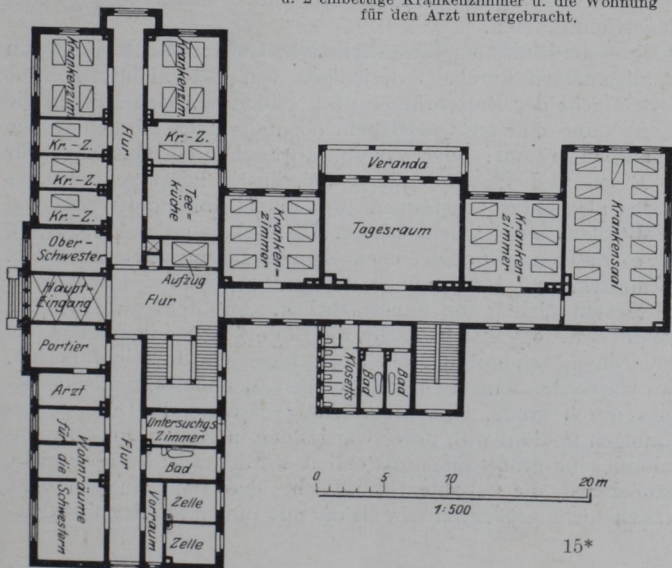 u. 2 einbettige Krankenzimmer u. die Wohnung
für den Arzt untergebracht.
Krankenzim.
Flur
Krankenzim.
Kr.-Z.
Kr.-Z.
Kr.-Z.
Kr.-Z.
Tee=
küche
Ober-
Schwester
Haupt-
Eingang
Aufzug
Flur
Portier
Arzt
Wohnräume
für die
Schwestern
Flur
Untersuchgs-
Zimmer
Bad
Vorraum
Zelle
Zelle
Kranken=
zimmer
Veranda
Tagesraum
Kranken-
zimmer
Krankensaal
Klosetts
Bad
Bad
0 5 10 20 m
1:500
15*